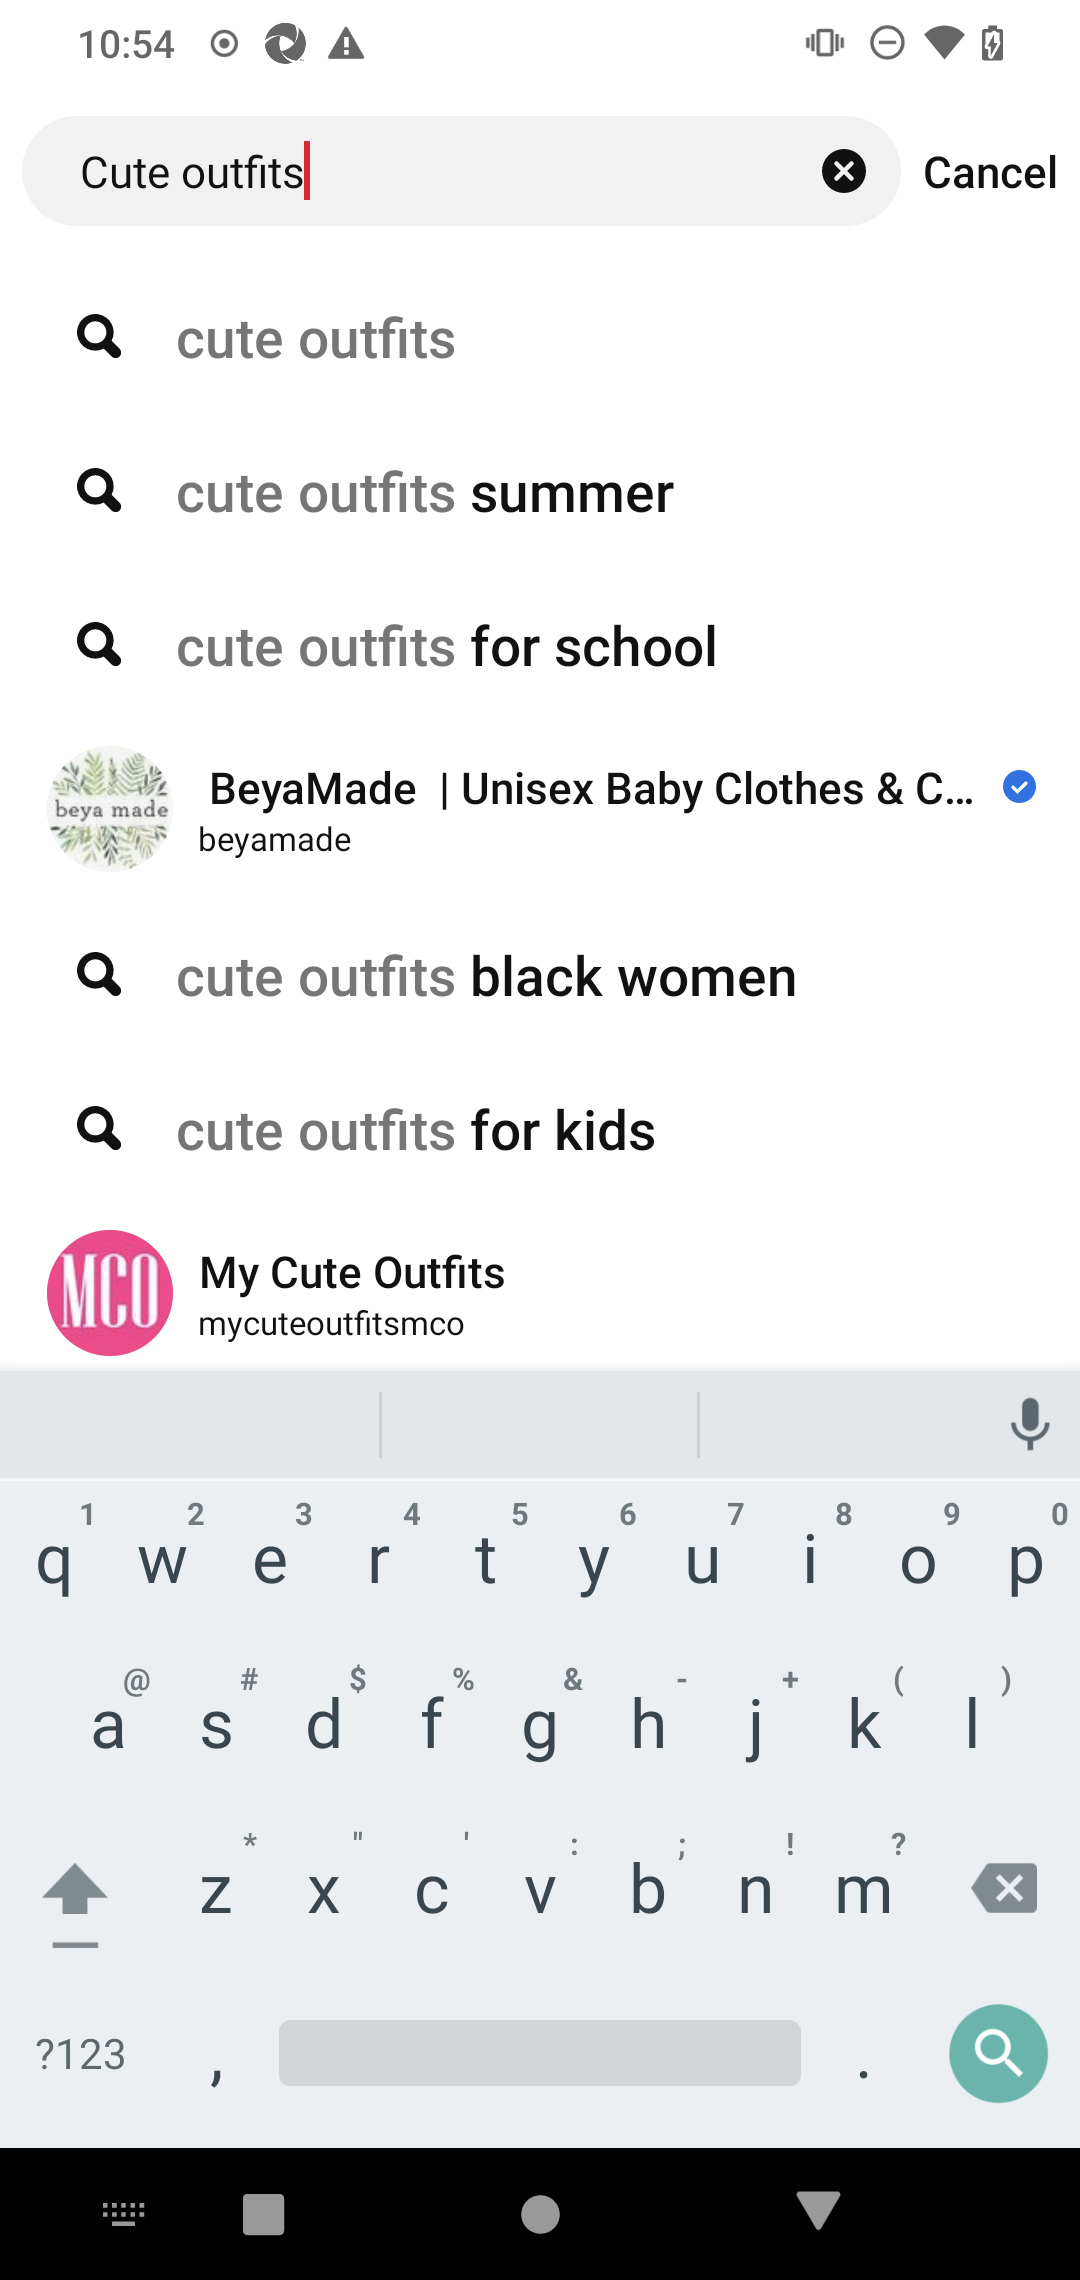 10:54
Cute outfits
Cancel
cute outfits
cute outfits summer
cute outfits for school
beya made
BeyaMade | Unisex Baby Clothes & C...
beyamade
cute outfits black women
cute outfits for kids
MCO
My Cute Outfits
mycuteoutfitsmco
1 2 3 4 5 6 7 8 9 0
q w e r t y u i o p
@ # $ % & - + ( )
a s d f g h j k l
* " ' : ; ! ?
z x c v b n m
?123 , .